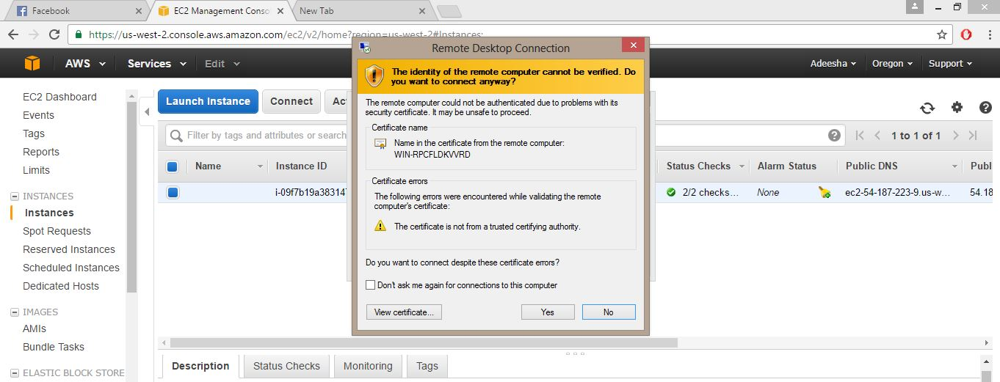 Facebook
EC2 Management Conso
New Tab
https://us-west-2.console.aws.amazon.com/ec2/v2/home?region=us-west-2#Instances:
AWS
Services
Edit
Adeesha
Oregon
Support
EC2 Dashboard
Events
Tags
Reports
Limits
INSTANCES
Instances
Spot Requests
Reserved Instances
Scheduled Instances
Dedicated Hosts
IMAGES
AMIs
Bundle Tasks
ELASTIC BLOCK STORE
Launch Instance
Connect
Ac
Filter by tags and attributes or search
1 to 1 of 1
Name
Instance ID
Status Checks
Alarm Status
Public DNS
Publ
i-09f7b19a38314
2/2 checks...
None
ec2-54-187-223-9.us-w...
54.18
Remote Desktop Connection
The identity of the remote computer cannot be verified. Do
you want to connect anyway?
The remote computer could not be authenticated due to problems with its
security certificate. It may be unsafe to proceed.
Certificate name
Name in the certificate from the remote computer:
WIN-RPCFLDKVVRD
Certificate errors
The following errors were encountered while validating the remote
computer's certificate:
The certificate is not from a trusted certifying authority.
Do you want to connect despite these certificate errors?
Don't ask me again for connections to this computer
View certificate...
Yes
No
Description
Status Checks
Monitoring
Tags